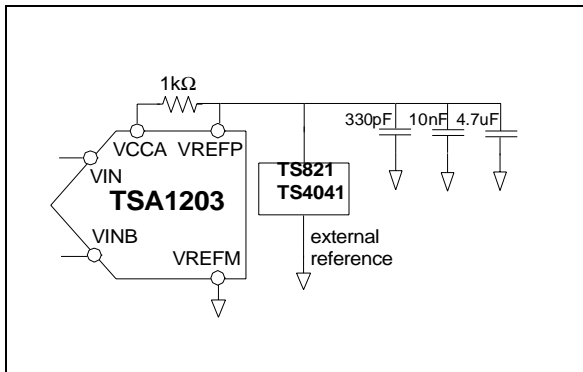 1kΩ
330pF 10nF 4.7uF
VCCA VREFP
VIN
TS821
TS4041
TSA1203
VINB
external
reference
VREFM